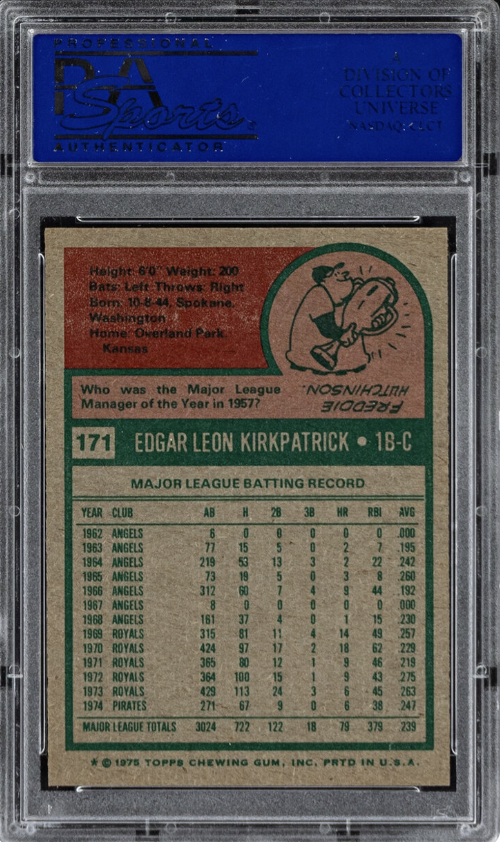 PROFESSIONAL
PSA
Sports
AUTHENTICATOR
A
DIVISION OF
COLLECTORS
UNIVERSE
NASDAQ: CLCT
Height: 6'0" Weight: 200
Bats: Left Throws: Right
Born: 10-8-44, Spokane,
Washington
Home: Overland Park,
Kansas
Who was the Major League
Manager of the Year in 1957?
FREDDIE
HUTCHINSON.
171 EDGAR LEON KIRKPATRICK • 1B-C
MAJOR LEAGUE BATTING RECORD
YEAR CLUB AB H 2B 3B HR RBI AVG
1962 ANGELS 6 0 0 0 0 0 .000
1963 ANGELS 77 15 5 0 2 7 .195
1964 ANGELS 219 53 13 3 2 22 .242
1965 ANGELS 73 19 5 0 3 8 .260
1966 ANGELS 312 60 7 4 9 44 .192
1967 ANGELS 8 0 0 0 0 0 .000
1968 ANGELS 161 37 4 0 1 15 .230
1969 ROYALS 315 81 11 4 14 49 .257
1970 ROYALS 424 97 17 2 18 62 .229
1971 ROYALS 365 80 12 1 9 46 .219
1972 ROYALS 364 100 15 1 9 43 .275
1973 ROYALS 429 113 24 3 6 45 .263
1974 PIRATES 271 67 9 0 6 38 .247
MAJOR LEAGUE TOTALS 3024 722 122 18 79 379 .239
* © 1975 TOPPS CHEWING GUM, INC. PRTD IN U.S.A.